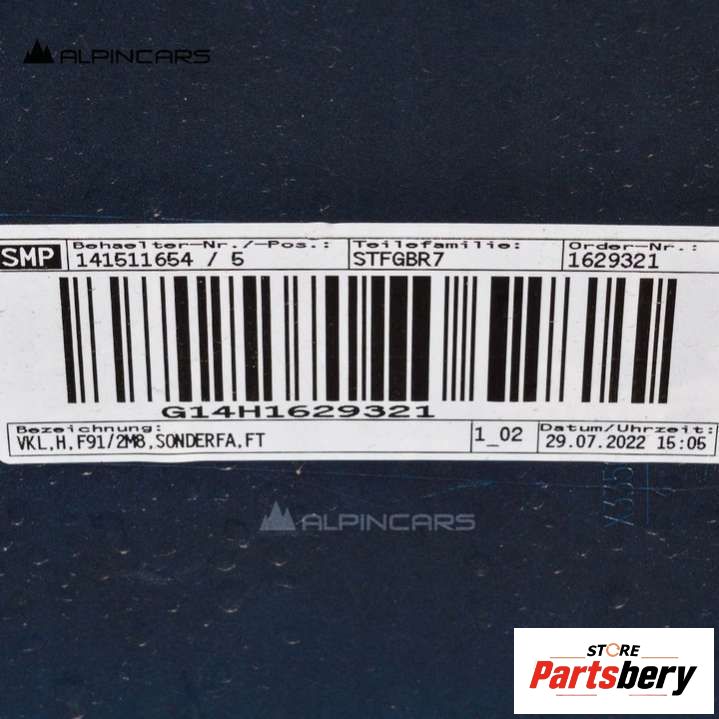 ALPINCARS
SMP
Behaelter-Nr./-Pos.: Teilefamilie: Order-Nr.:
141511654 / 5 STFGBR7 1629321
G14H1629321
Bezeichnung: Datum/Uhrzeit:
VKL,H,F91/2M8,SONDERFA,FT 1_02 29.07.2022 15:05
ALPINCARS
STORE
Partsbery